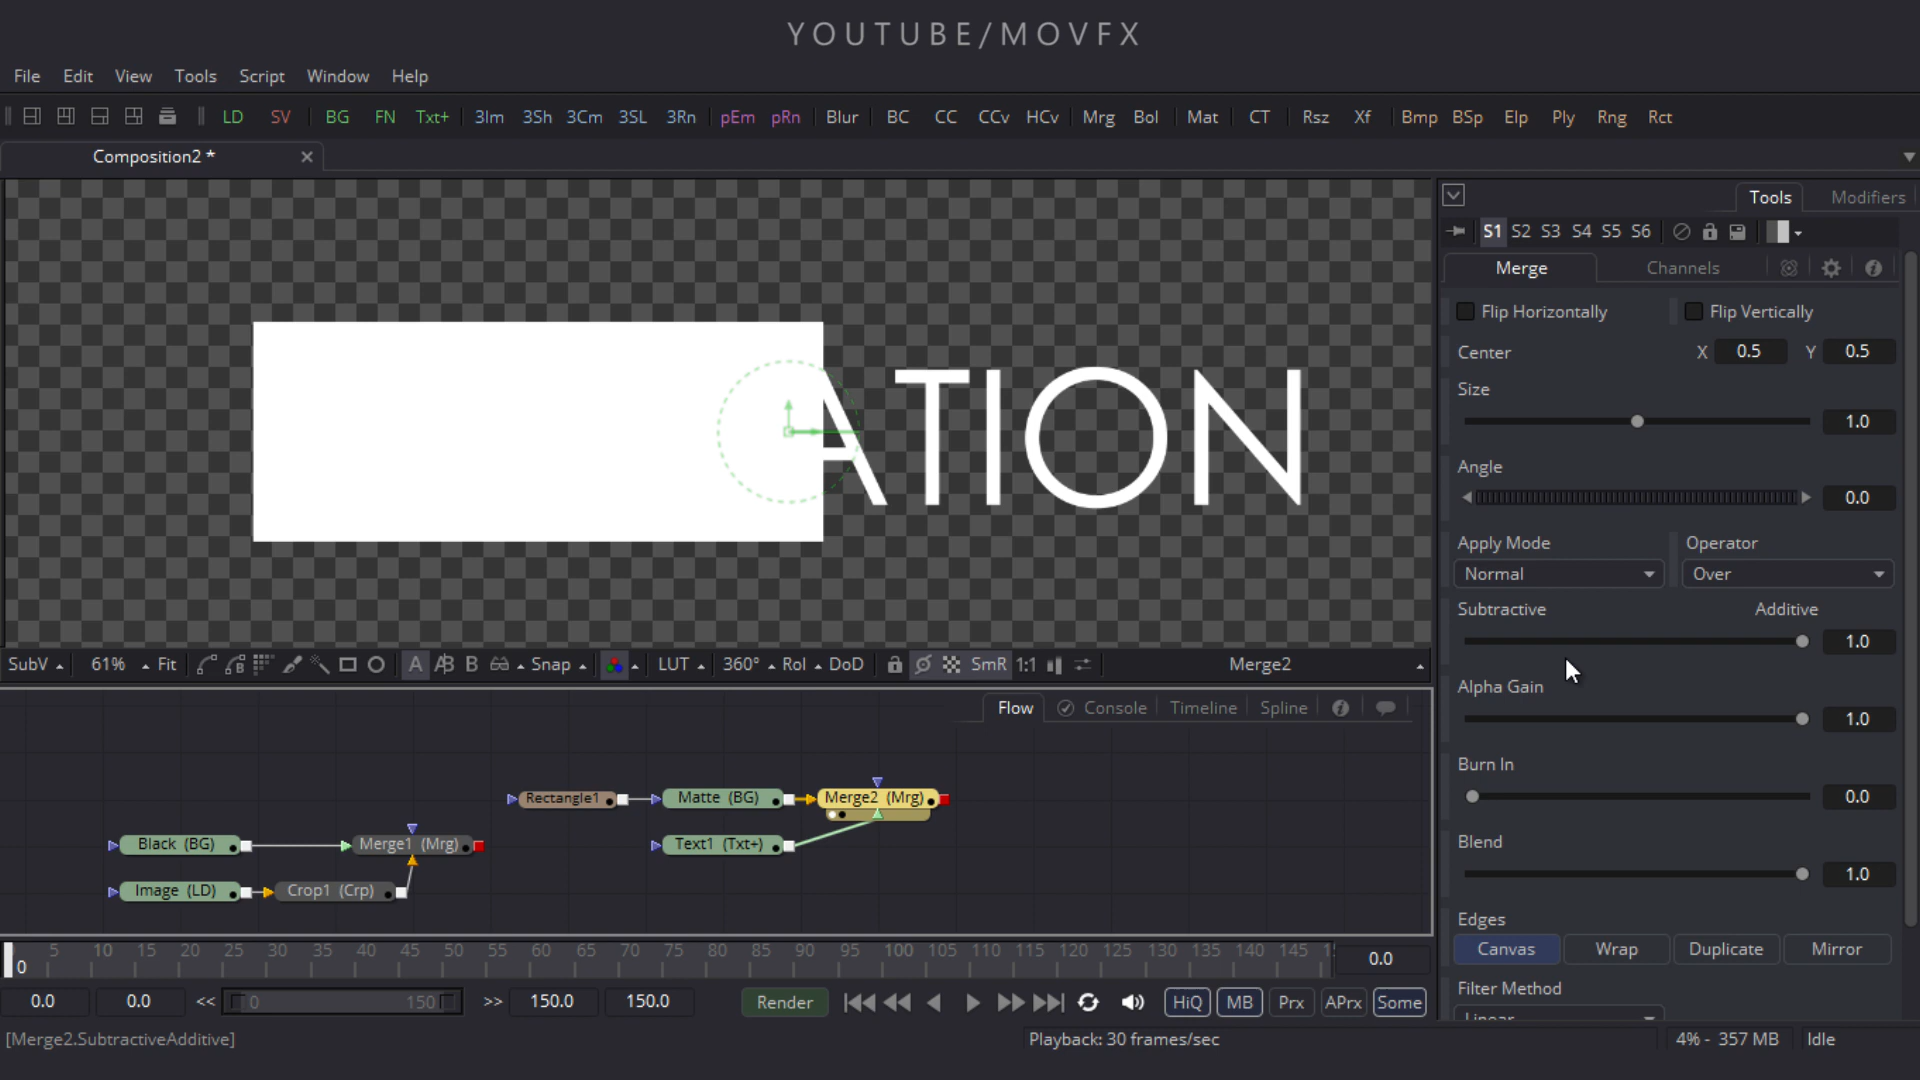 YOUTUBE/MOVFX
File Edit View Tools Script Window Help
LD SV BG FN Txt+ 3Im 3Sh 3Cm 3SL 3Rn pEm pRn Blur BC CC CCv HCv Mrg Bol Mat CT Rsz Xf Bmp BSp Elp Ply Rng Rct
Composition2 *
Tools Modifiers
S1 S2 S3 S4 S5 S6
Merge Channels
Flip Horizontally Flip Vertically
Center X 0.5 Y 0.5
Size
1.0
Angle
0.0
Apply Mode Operator
Normal Over
Subtractive Additive
1.0
Alpha Gain
1.0
Burn In
0.0
Blend
1.0
Edges
Canvas Wrap Duplicate Mirror
Filter Method
Linear
ATION
SubV 61% Fit A B Snap LUT 360° RoI DoD SmR 1:1 Merge2
Flow Console Timeline Spline
Rectangle1 Matte (BG) Merge2 (Mrg)
Black (BG) Merge1 (Mrg) Text1 (Txt+)
Image (LD) Crop1 (Crp)
0 5 10 15 20 25 30 35 40 45 50 55 60 65 70 75 80 85 90 95 100 105 110 115 120 125 130 135 140 145 0.0
0.0 0.0 << 0 150 >> 150.0 150.0 Render HiQ MB Prx APrx Some
[Merge2.SubtractiveAdditive] Playback: 30 frames/sec 4% - 357 MB Idle